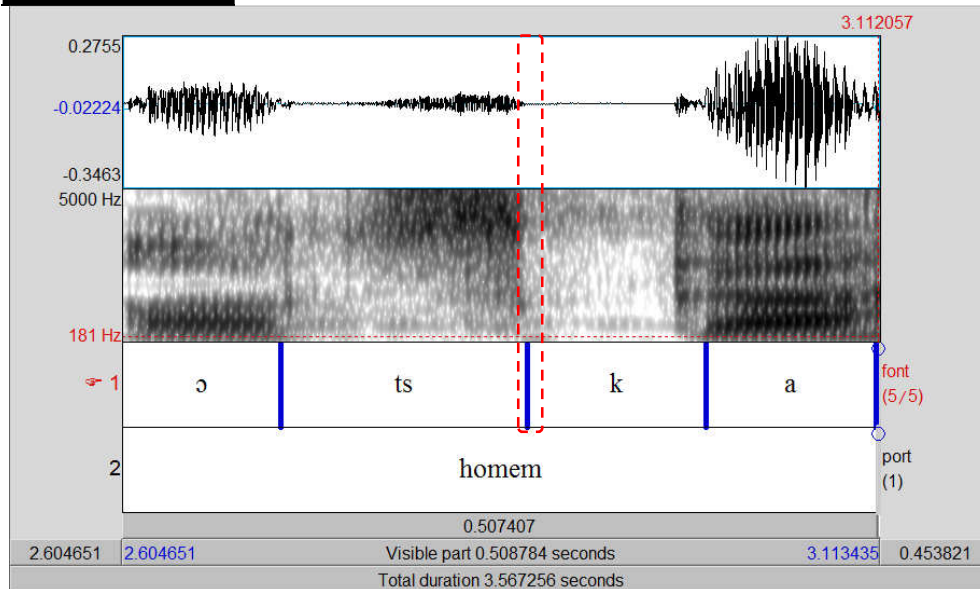 3.112057
0.2755
-0.02224
-0.3463
5000 Hz
181 Hz
☞ 1 ɔ ts k a font
(5/5)
2 homem port
(1)
0.507407
2.604651 2.604651 Visible part 0.508784 seconds 3.113435 0.453821
Total duration 3.567256 seconds